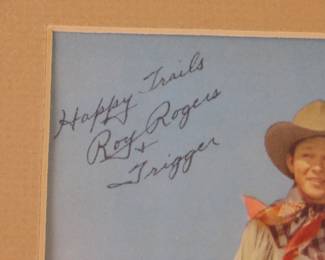 Happy Trails
Roy Rogers
+
Trigger